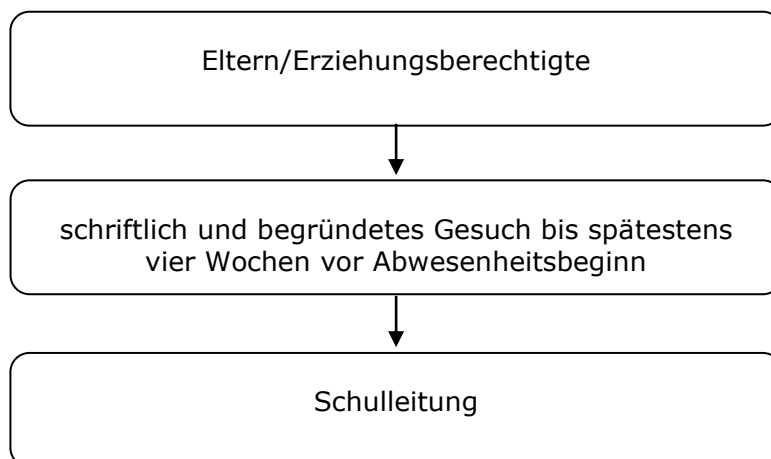 Eltern/Erziehungsberechtigte
schriftlich und begründetes Gesuch bis spätestens
vier Wochen vor Abwesenheitsbeginn
Schulleitung